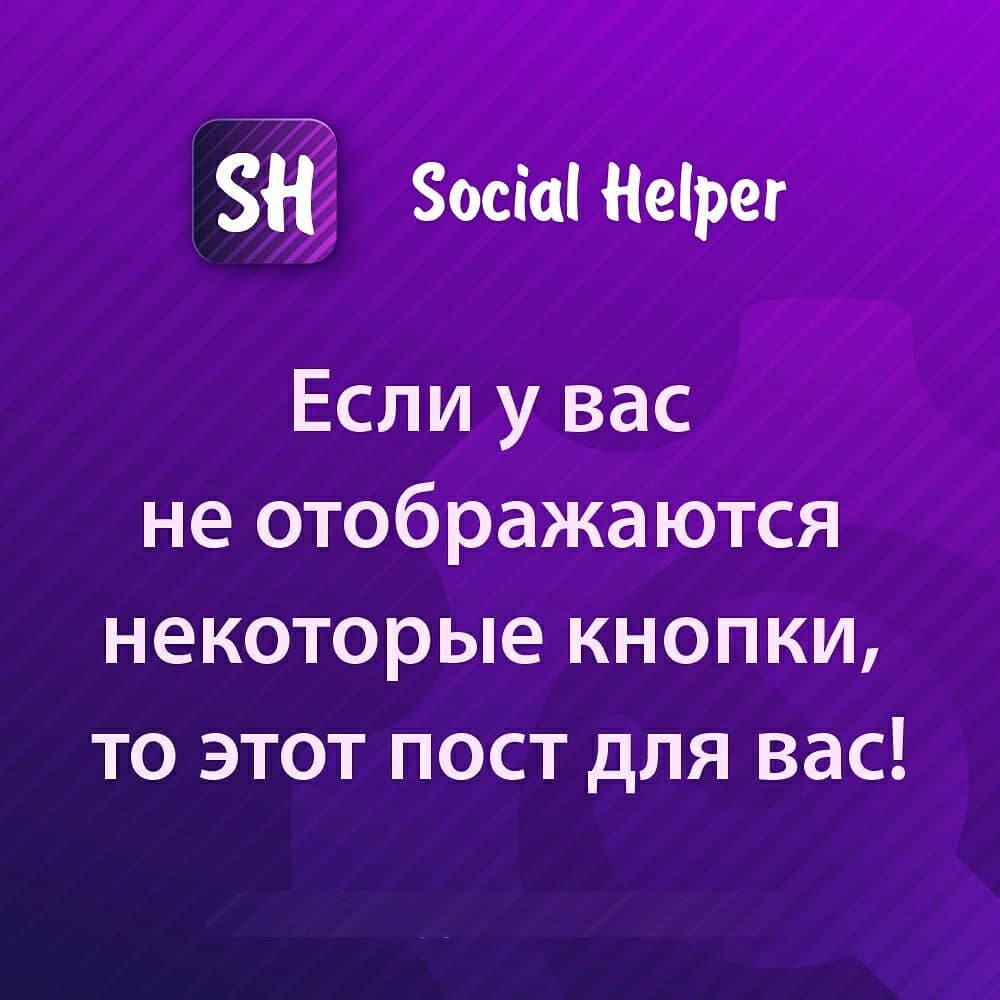 SH Social Helper
Если у вас
не отображаются
некоторые кнопки,
то этот пост для вас!